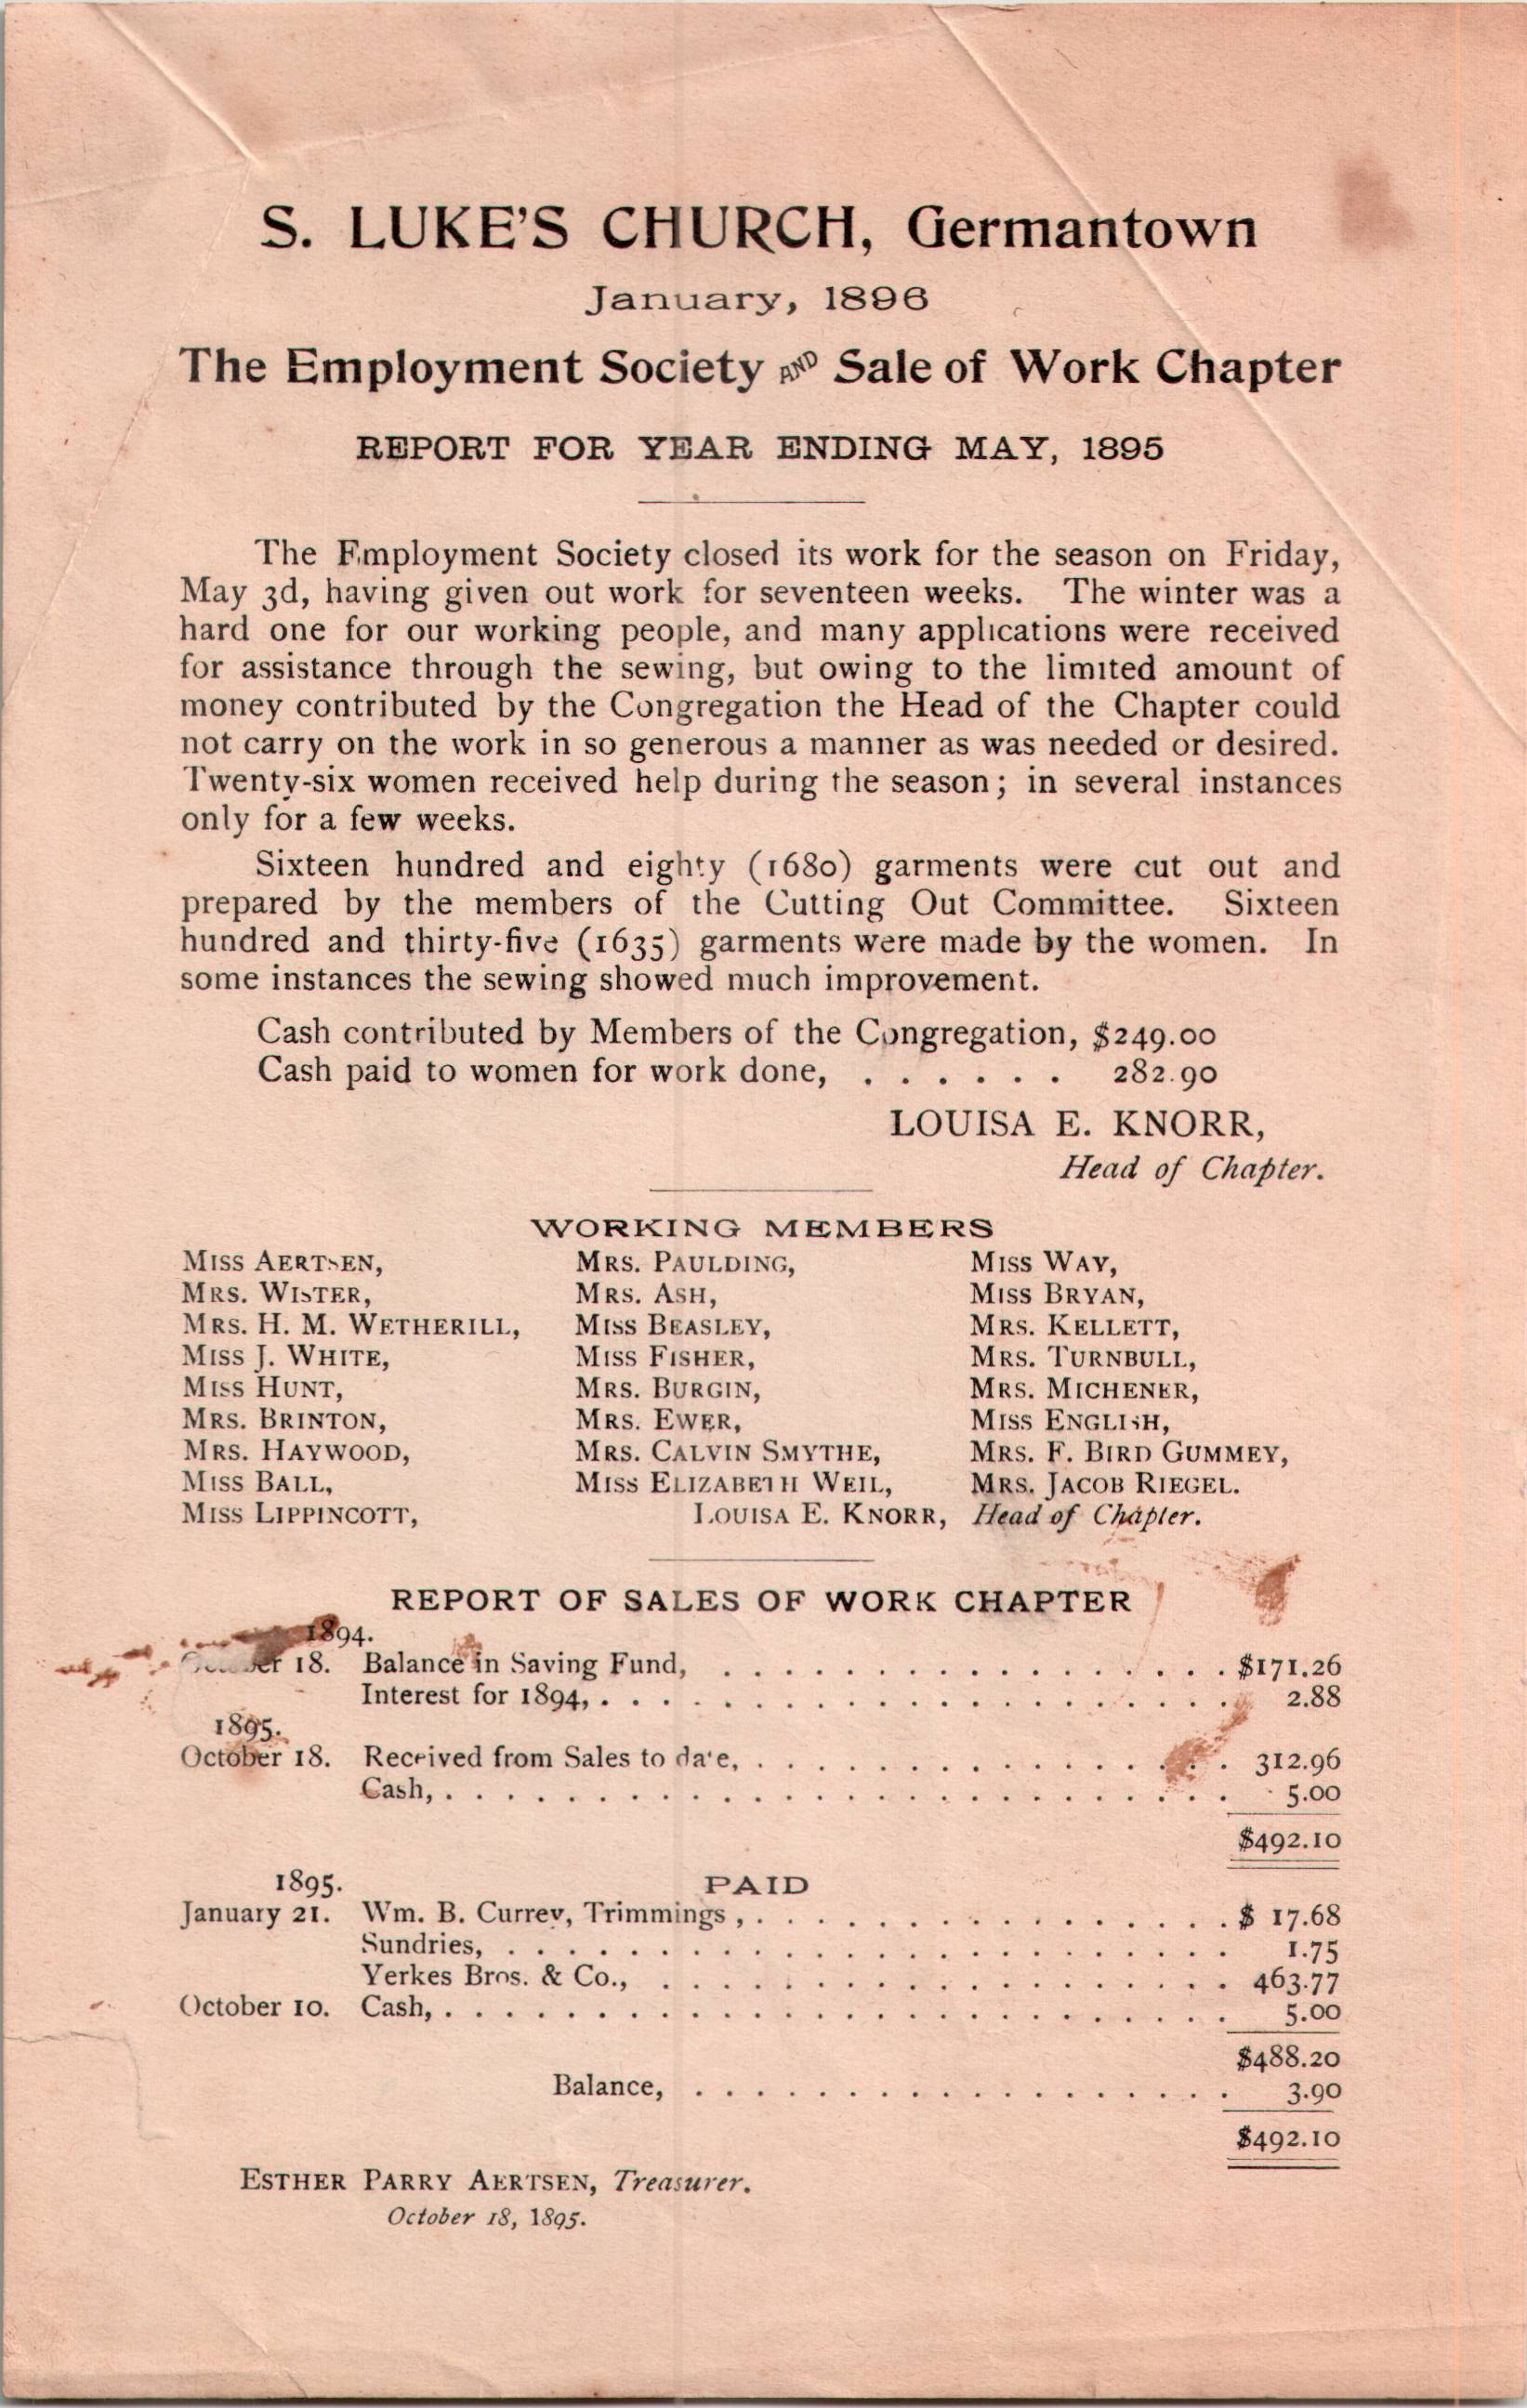 S. LUKE'S CHURCH, Germantown
January, 1896
The Employment Society AND Sale of Work Chapter
REPORT FOR YEAR ENDING MAY, 1895
The Employment Society closed its work for the season on Friday,
May 3d, having given out work for seventeen weeks. The winter was a
hard one for our working people, and many applications were received
for assistance through the sewing, but owing to the limited amount of
money contributed by the Congregation the Head of the Chapter could
not carry on the work in so generous a manner as was needed or desired.
Twenty-six women received help during the season; in several instances
only for a few weeks.
Sixteen hundred and eighty (1680) garments were cut out and
prepared by the members of the Cutting Out Committee. Sixteen
hundred and thirty-five (1635) garments were made by the women. In
some instances the sewing showed much improvement.
Cash contributed by Members of the Congregation, $249.00
Cash paid to women for work done, . . . . . . 282.90
LOUISA E. KNORR,
Head of Chapter.
WORKING MEMBERS
MISS AERTSEN, MRS. PAULDING, MISS WAY,
MRS. WISTER, MRS. ASH, MISS BRYAN,
MRS. H. M. WETHERILL, MISS BEASLEY, MRS. KELLETT,
MISS J. WHITE, MISS FISHER, MRS. TURNBULL,
MISS HUNT, MRS. BURGIN, MRS. MICHENER,
MRS. BRINTON, MRS. EWER, MISS ENGLISH,
MRS. HAYWOOD, MRS. CALVIN SMYTHE, MRS. F. BIRD GUMMEY,
MISS BALL, MISS ELIZABETH WEIL, MRS. JACOB RIEGEL.
MISS LIPPINCOTT, LOUISA E. KNORR, Head of Chapter.
REPORT OF SALES OF WORK CHAPTER
1894.
October 18. Balance in Saving Fund, . . . . . . . . . . . . . . . . . $171.26
Interest for 1894, . . . . . . . . . . . . . . . . . . . . . 2.88
1895.
October 18. Received from Sales to date, . . . . . . . . . . . . . . . . 312.96
Cash, . . . . . . . . . . . . . . . . . . . . . . . . . . 5.00
$492.10
1895. PAID
January 21. Wm. B. Currey, Trimmings , . . . . . . . . . . . . . . . . $ 17.68
Sundries, . . . . . . . . . . . . . . . . . . . . . . . . 1.75
Yerkes Bros. & Co., . . . . . . . . . . . . . . . . . . . 463.77
October 10. Cash, . . . . . . . . . . . . . . . . . . . . . . . . . . 5.00
$488.20
Balance, . . . . . . . . . . . . . . . . . . 3.90
$492.10
ESTHER PARRY AERTSEN, Treasurer.
October 18, 1895.